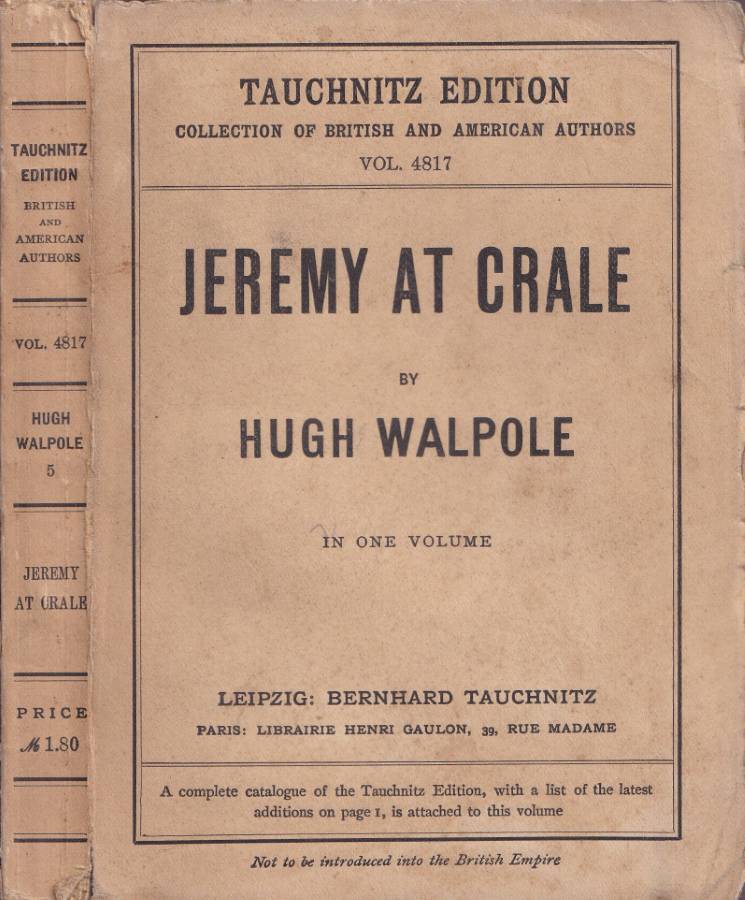 TAUCHNITZ
EDITION
BRITISH
AND
AMERICAN
AUTHORS
VOL. 4817
HUGH
WALPOLE
5
JEREMY
AT CRALE
PRICE
ℳ 1.80
TAUCHNITZ EDITION
COLLECTION OF BRITISH AND AMERICAN AUTHORS
VOL. 4817
JEREMY AT CRALE
BY
HUGH WALPOLE
IN ONE VOLUME
LEIPZIG: BERNHARD TAUCHNITZ
PARIS: LIBRAIRIE HENRI GAULON, 39, RUE MADAME
A complete catalogue of the Tauchnitz Edition, with a list of the latest
additions on page 1, is attached to this volume
Not to be introduced into the British Empire